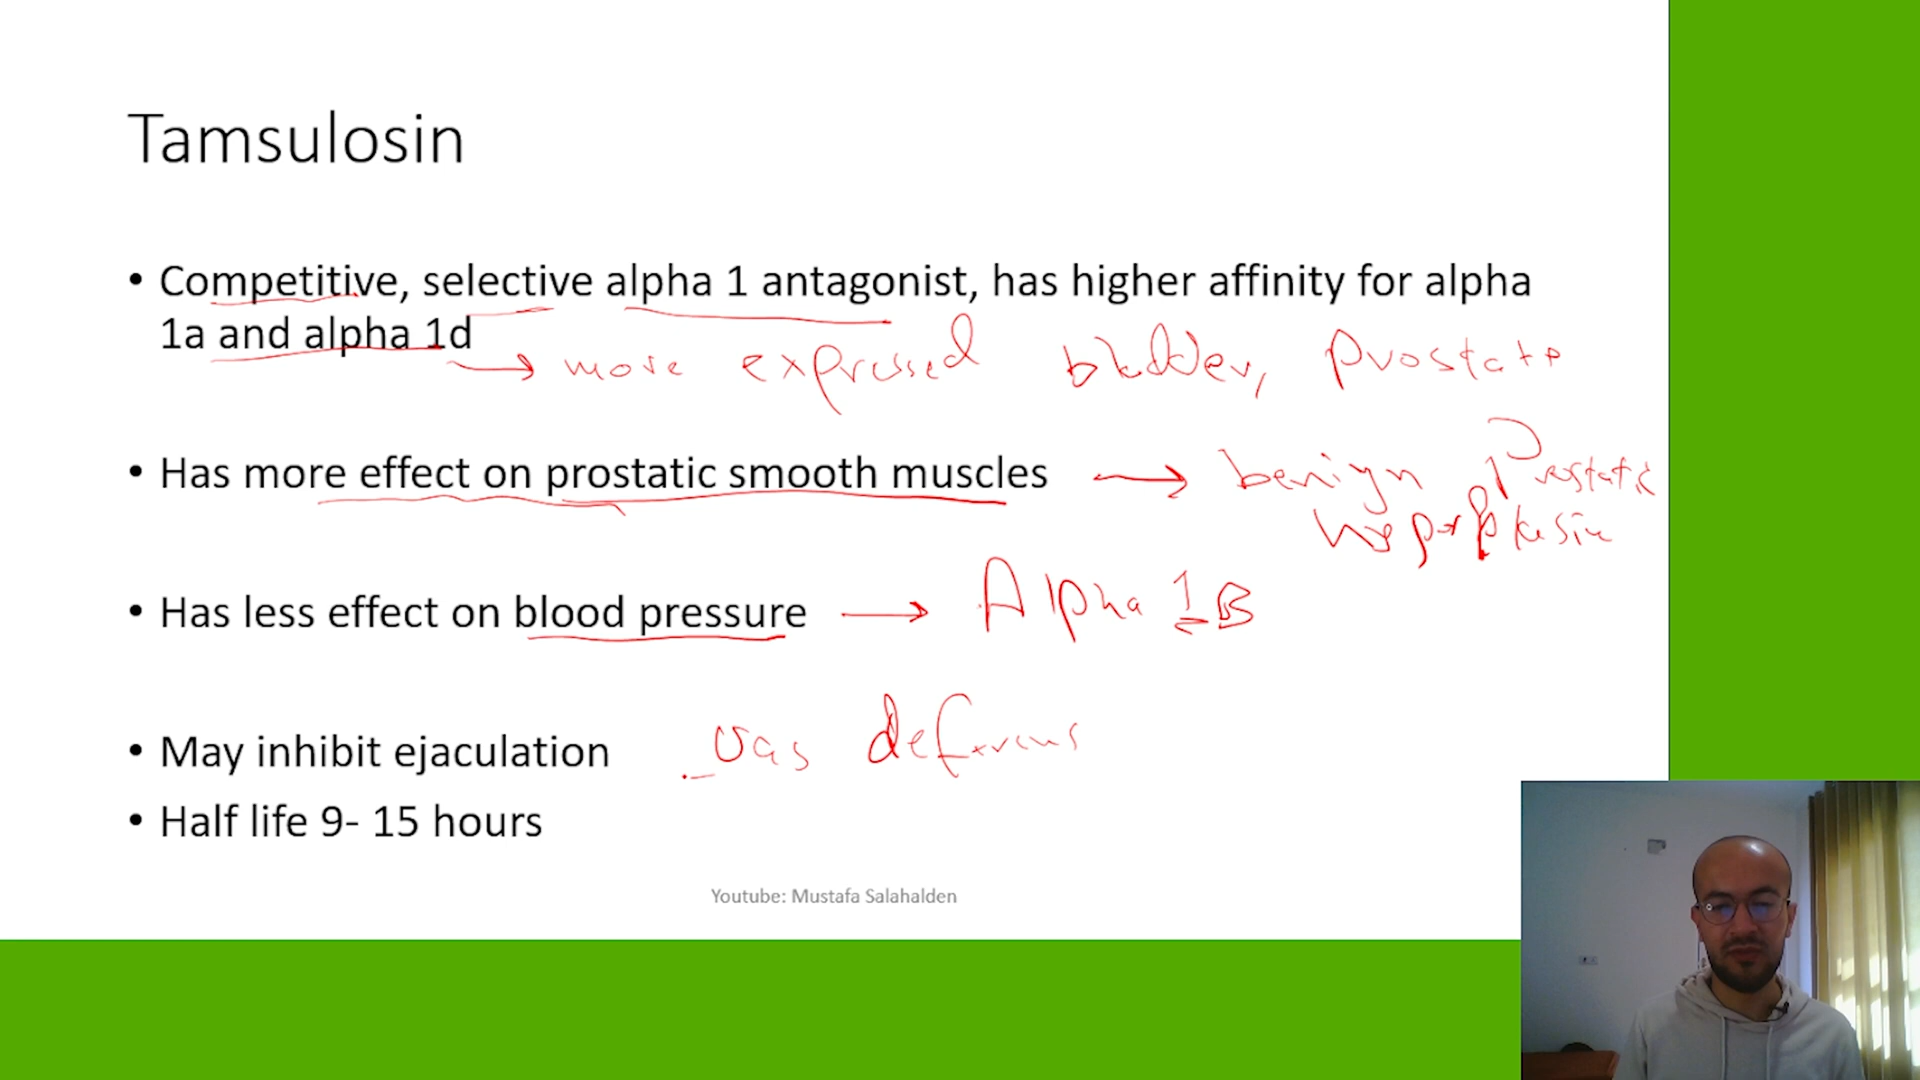 Tamsulosin
• Competitive, selective alpha 1 antagonist, has higher affinity for alpha
1a and alpha 1d
→ more expressed bladder, prostate
• Has more effect on prostatic smooth muscles → benign Prostatic
• Has less effect on blood pressure → Alpha 1B
• May inhibit ejaculation vas deferens
• Half life 9- 15 hours
Youtube: Mustafa Salahalden